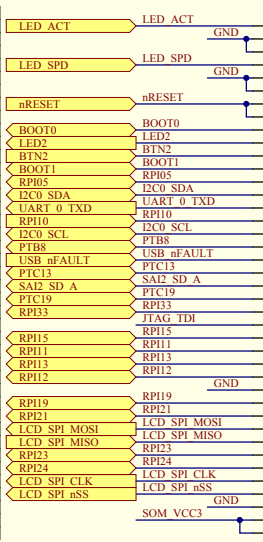 LED_ACT LED_ACT
GND
LED_SPD LED_SPD
GND
nRESET nRESET
BOOT0 BOOT0
LED2 LED2
BTN2 BTN2
BOOT1 BOOT1
RPI05 RPI05
I2C0_SDA I2C0_SDA
UART_0_TXD UART_0_TXD
RPI10 RPI10
I2C0_SCL I2C0_SCL
PTB8 PTB8
USB_nFAULT USB_nFAULT
PTC13 PTC13
SAI2_SD_A SAI2_SD_A
PTC19 PTC19
RPI33 RPI33
JTAG_TDI
RPI15 RPI15
RPI11 RPI11
RPI13 RPI13
RPI12 RPI12
GND
RPI19 RPI19
RPI21 RPI21
LCD_SPI_MOSI LCD_SPI_MOSI
LCD_SPI_MISO LCD_SPI_MISO
RPI23 RPI23
RPI24 RPI24
LCD_SPI_CLK LCD_SPI_CLK
LCD_SPI_nSS LCD_SPI_nSS
GND
SOM_VCC3